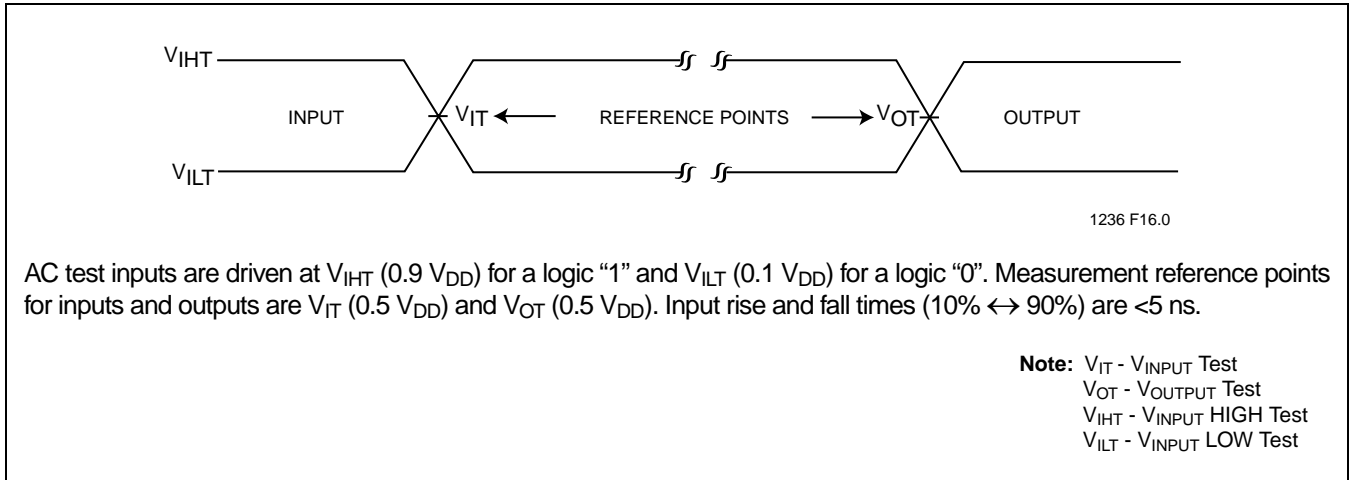 VIHT
INPUT
VIT
REFERENCE POINTS
VOT
OUTPUT
VILT
1236 F16.0
AC test inputs are driven at VIHT (0.9 VDD) for a logic “1” and VILT (0.1 VDD) for a logic “0”. Measurement reference points
for inputs and outputs are VIT (0.5 VDD) and VOT (0.5 VDD). Input rise and fall times (10% ↔ 90%) are <5 ns.
Note: VIT - VINPUT Test
VOT - VOUTPUT Test
VIHT - VINPUT HIGH Test
VILT - VINPUT LOW Test